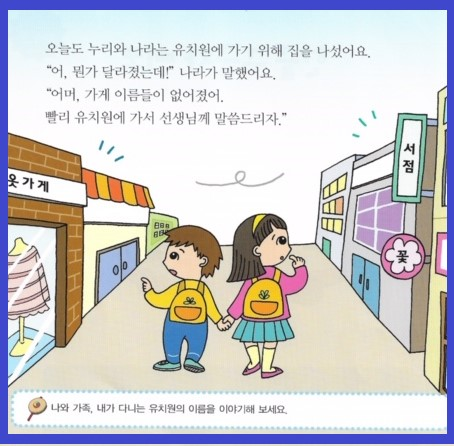 오늘도 누리와 나라는 유치원에 가기 위해 집을 나섰어요.
“어, 뭔가 달라졌는데!” 나라가 말했어요.
“어머, 가게 이름들이 없어졌어.
빨리 유치원에 가서 선생님께 말씀드리자.”
옷가게
서점
꽃
나와 가족, 내가 다니는 유치원의 이름을 이야기해 보세요.